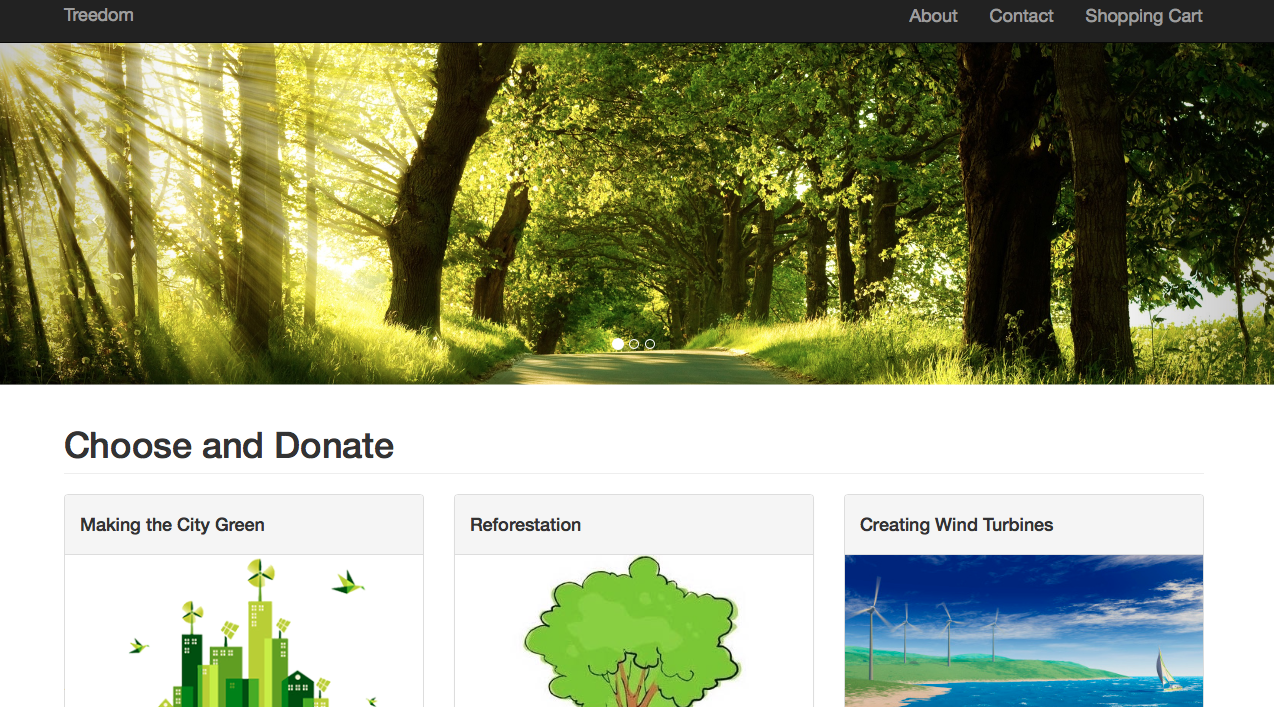 Treedom
About Contact Shopping Cart
Choose and Donate
Making the City Green
Reforestation
Creating Wind Turbines